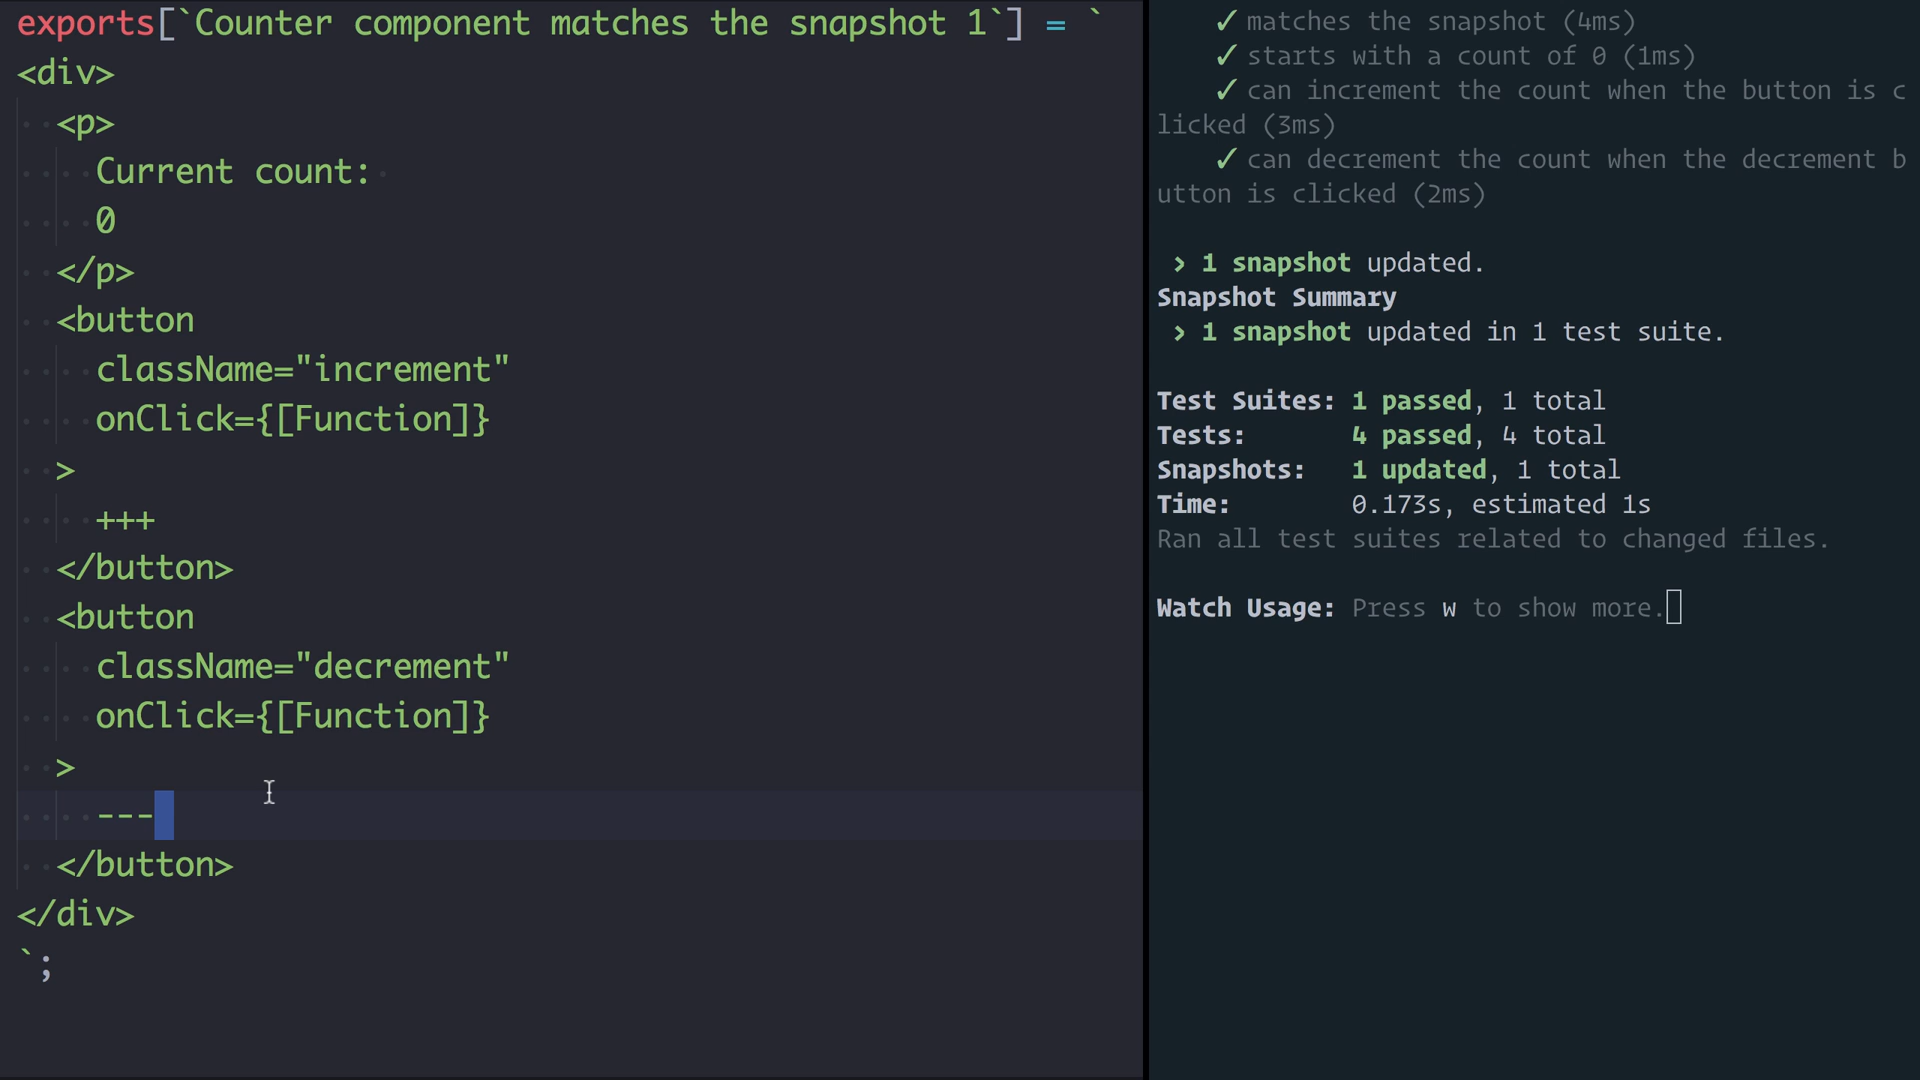 exports[`Counter component matches the snapshot 1`] = `
<div>
<p>
Current count:
0
</p>
<button
className="increment"
onClick={[Function]}
>
+++
</button>
<button
className="decrement"
onClick={[Function]}
>
---
</button>
</div>
`;
✓ matches the snapshot (4ms)
✓ starts with a count of 0 (1ms)
✓ can increment the count when the button is c
licked (3ms)
✓ can decrement the count when the decrement b
utton is clicked (2ms)
› 1 snapshot updated.
Snapshot Summary
› 1 snapshot updated in 1 test suite.
Test Suites: 1 passed, 1 total
Tests: 4 passed, 4 total
Snapshots: 1 updated, 1 total
Time: 0.173s, estimated 1s
Ran all test suites related to changed files.
Watch Usage: Press w to show more.